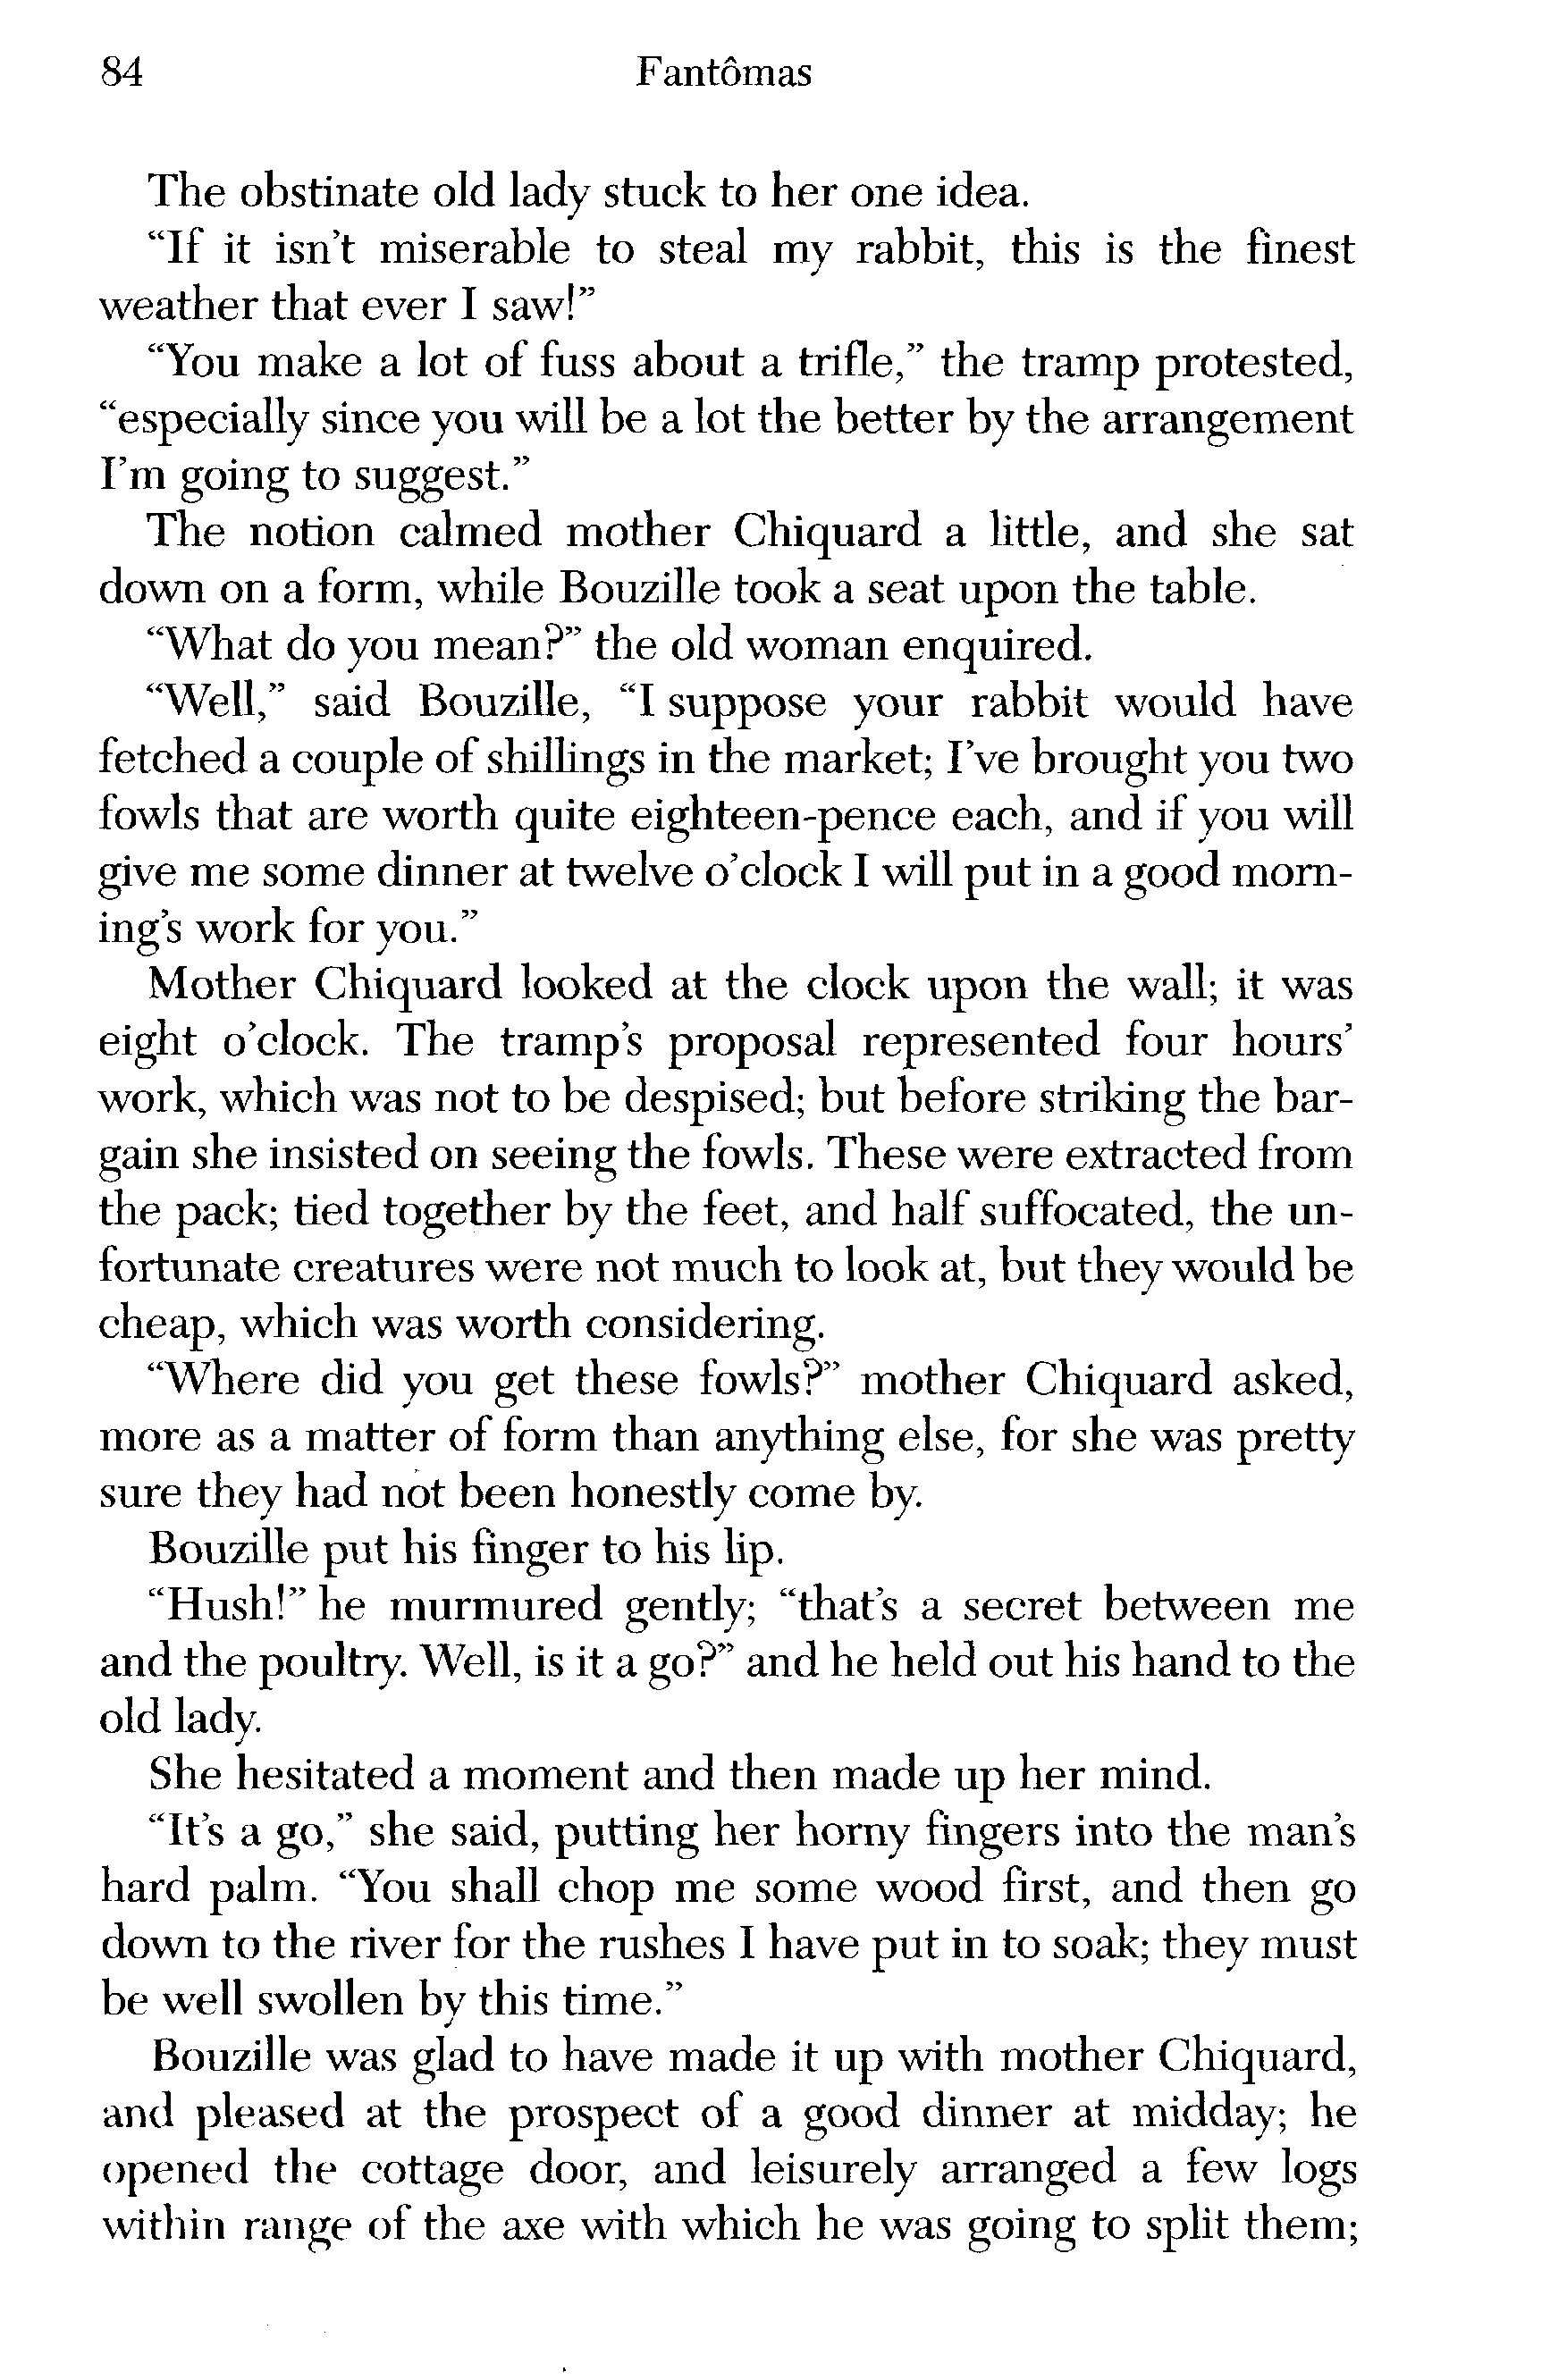 84 Fantômas
The obstinate old lady stuck to her one idea.
“If it isn’t miserable to steal my rabbit, this is the finest
weather that ever I saw!”
“You make a lot of fuss about a trifle,” the tramp protested,
“especially since you will be a lot the better by the arrangement
I’m going to suggest.”
The notion calmed mother Chiquard a little, and she sat
down on a form, while Bouzille took a seat upon the table.
“What do you mean?” the old woman enquired.
“Well,” said Bouzille, “I suppose your rabbit would have
fetched a couple of shillings in the market; I’ve brought you two
fowls that are worth quite eighteen-pence each, and if you will
give me some dinner at twelve o’clock I will put in a good morn-
ing’s work for you.”
Mother Chiquard looked at the clock upon the wall; it was
eight o’clock. The tramp’s proposal represented four hours’
work, which was not to be despised; but before striking the bar-
gain she insisted on seeing the fowls. These were extracted from
the pack; tied together by the feet, and half suffocated, the un-
fortunate creatures were not much to look at, but they would be
cheap, which was worth considering.
“Where did you get these fowls?” mother Chiquard asked,
more as a matter of form than anything else, for she was pretty
sure they had not been honestly come by.
Bouzille put his finger to his lip.
“Hush!” he murmured gently; “that’s a secret between me
and the poultry. Well, is it a go?” and he held out his hand to the
old lady.
She hesitated a moment and then made up her mind.
“It’s a go,” she said, putting her horny fingers into the man’s
hard palm. “You shall chop me some wood first, and then go
down to the river for the rushes I have put in to soak; they must
be well swollen by this time.”
Bouzille was glad to have made it up with mother Chiquard,
and pleased at the prospect of a good dinner at midday; he
opened the cottage door, and leisurely arranged a few logs
within range of the axe with which he was going to split them;